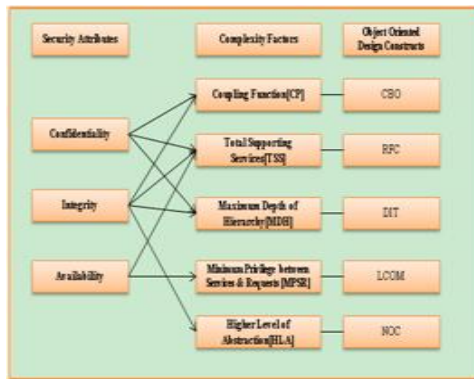 Security Attributes
Complexity Factors
Object Oriented
Design Constructs
Coupling Function[CP]
CBO
Confidentiality
Total Supporting
Services[TSS]
RFC
Integrity
Maximum Depth of
Hierarchy[MDH]
DIT
Availability
Minimum Privilege between
Services & Requests [MPSR]
LCOM
Higher Level of
Abstraction[HLA]
NOC